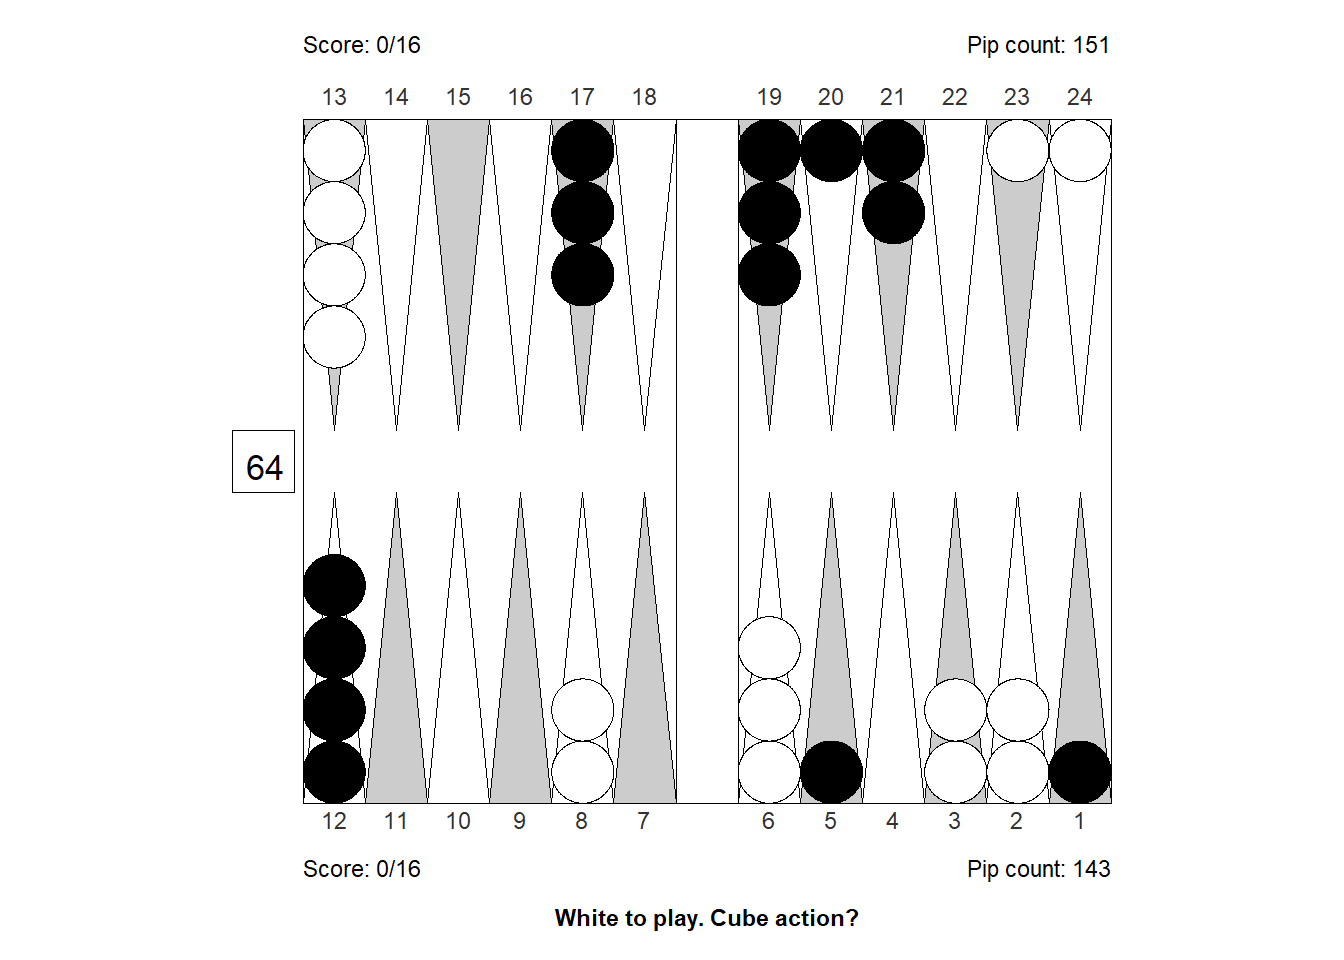 Score: 0/16 Pip count: 151
13 14 15 16 17 18 19 20 21 22 23 24
64
12 11 10 9 8 7 6 5 4 3 2 1
Score: 0/16 Pip count: 143
White to play. Cube action?